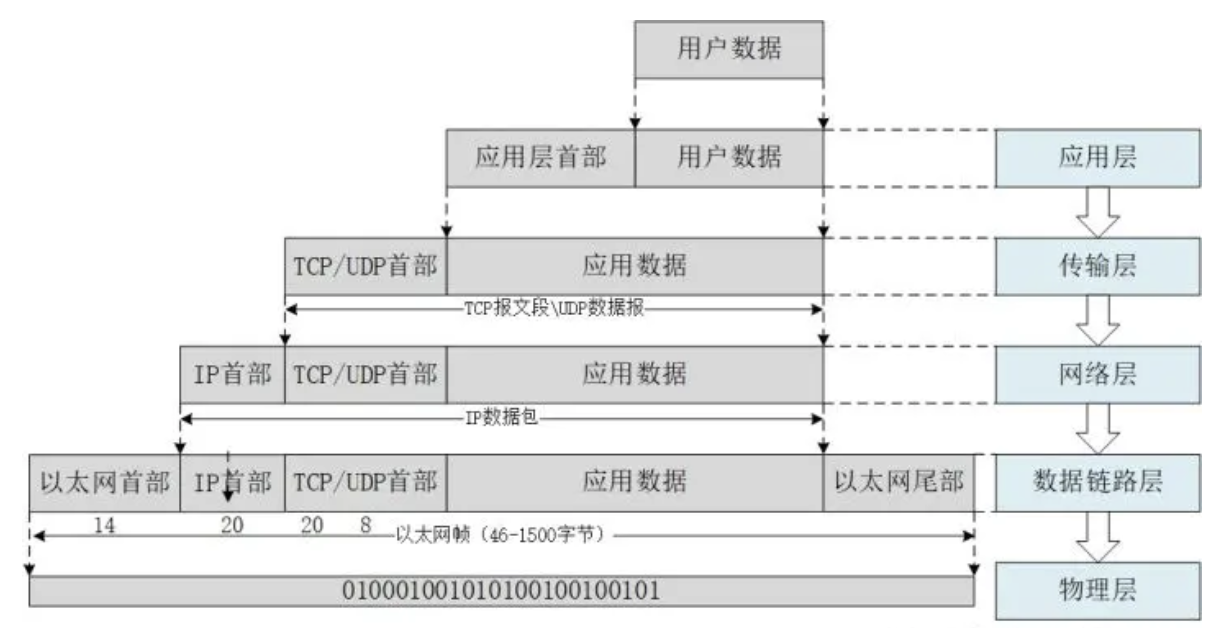 用户数据
应用层首部 用户数据 应用层
TCP/UDP首部 应用数据 传输层
TCP报文段\UDP数据报
IP首部 TCP/UDP首部 应用数据 网络层
IP数据包
以太网首部 IP首部 TCP/UDP首部 应用数据 以太网尾部 数据链路层
14 20 20 8 以太网帧（46-1500字节）
010001001010100100100101 物理层